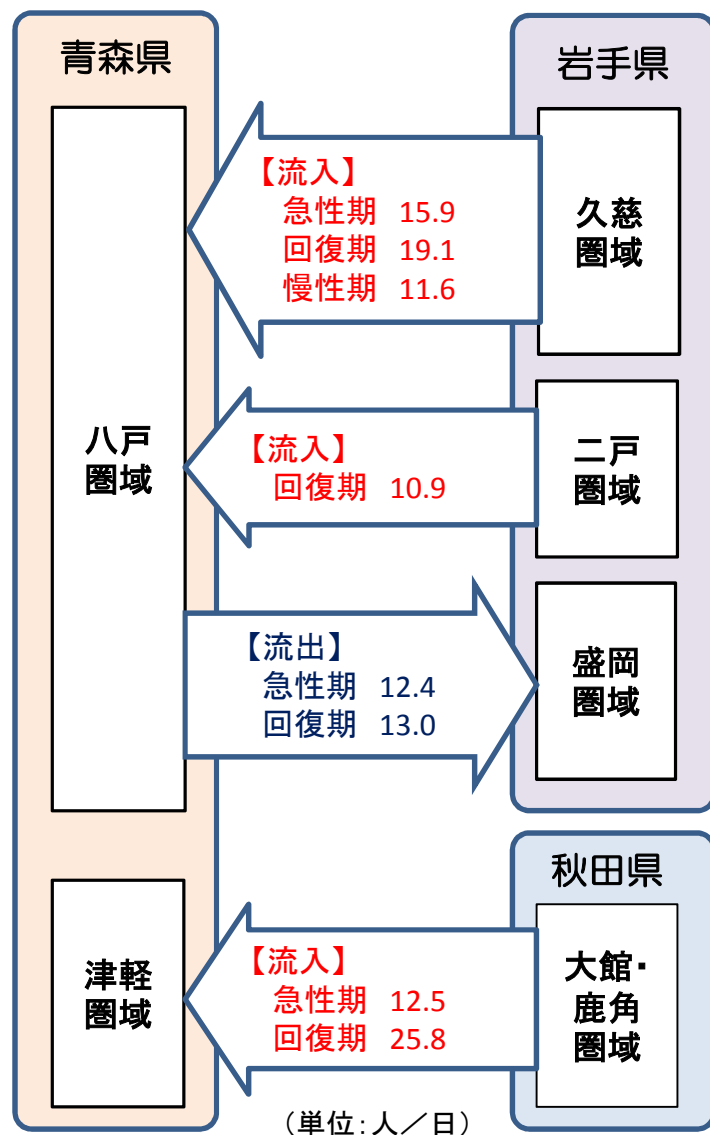 青森県
岩手県
【流入】
急性期 15.9
回復期 19.1
慢性期 11.6
久慈
圏域
八戸
圏域
【流入】
回復期 10.9
二戸
圏域
【流出】
急性期 12.4
回復期 13.0
盛岡
圏域
秋田県
津軽
圏域
【流入】
急性期 12.5
回復期 25.8
大館・
鹿角
圏域
（単位：人／日）